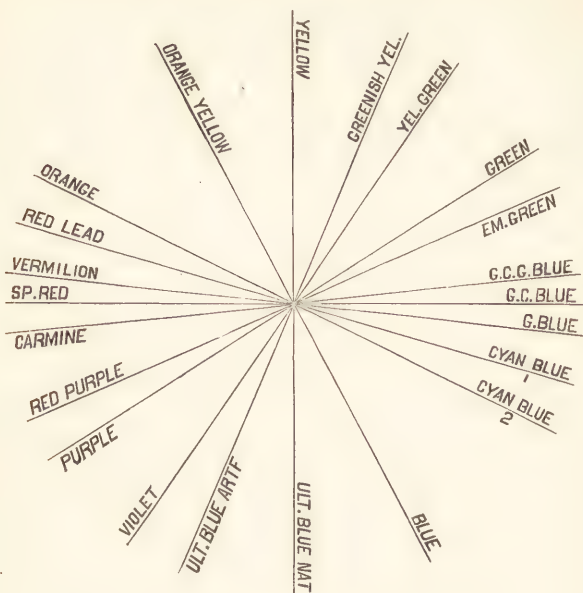 YELLOW
GREENISH YEL.
YEL. GREEN
GREEN
EM. GREEN
G.C.G. BLUE
G.C. BLUE
G. BLUE
CYAN BLUE
1
CYAN BLUE
2
BLUE
ULT. BLUE NAT
ULT. BLUE ARTF
VIOLET
PURPLE
RED PURPLE
CARMINE
SP. RED
VERMILION
RED LEAD
ORANGE
ORANGE YELLOW